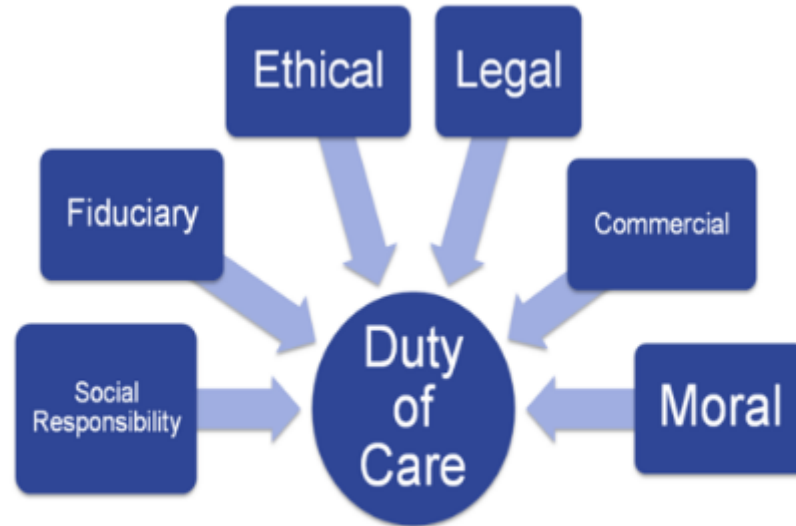 Ethical
Legal
Fiduciary
Commercial
Social
Responsibility
Duty
of
Care
Moral